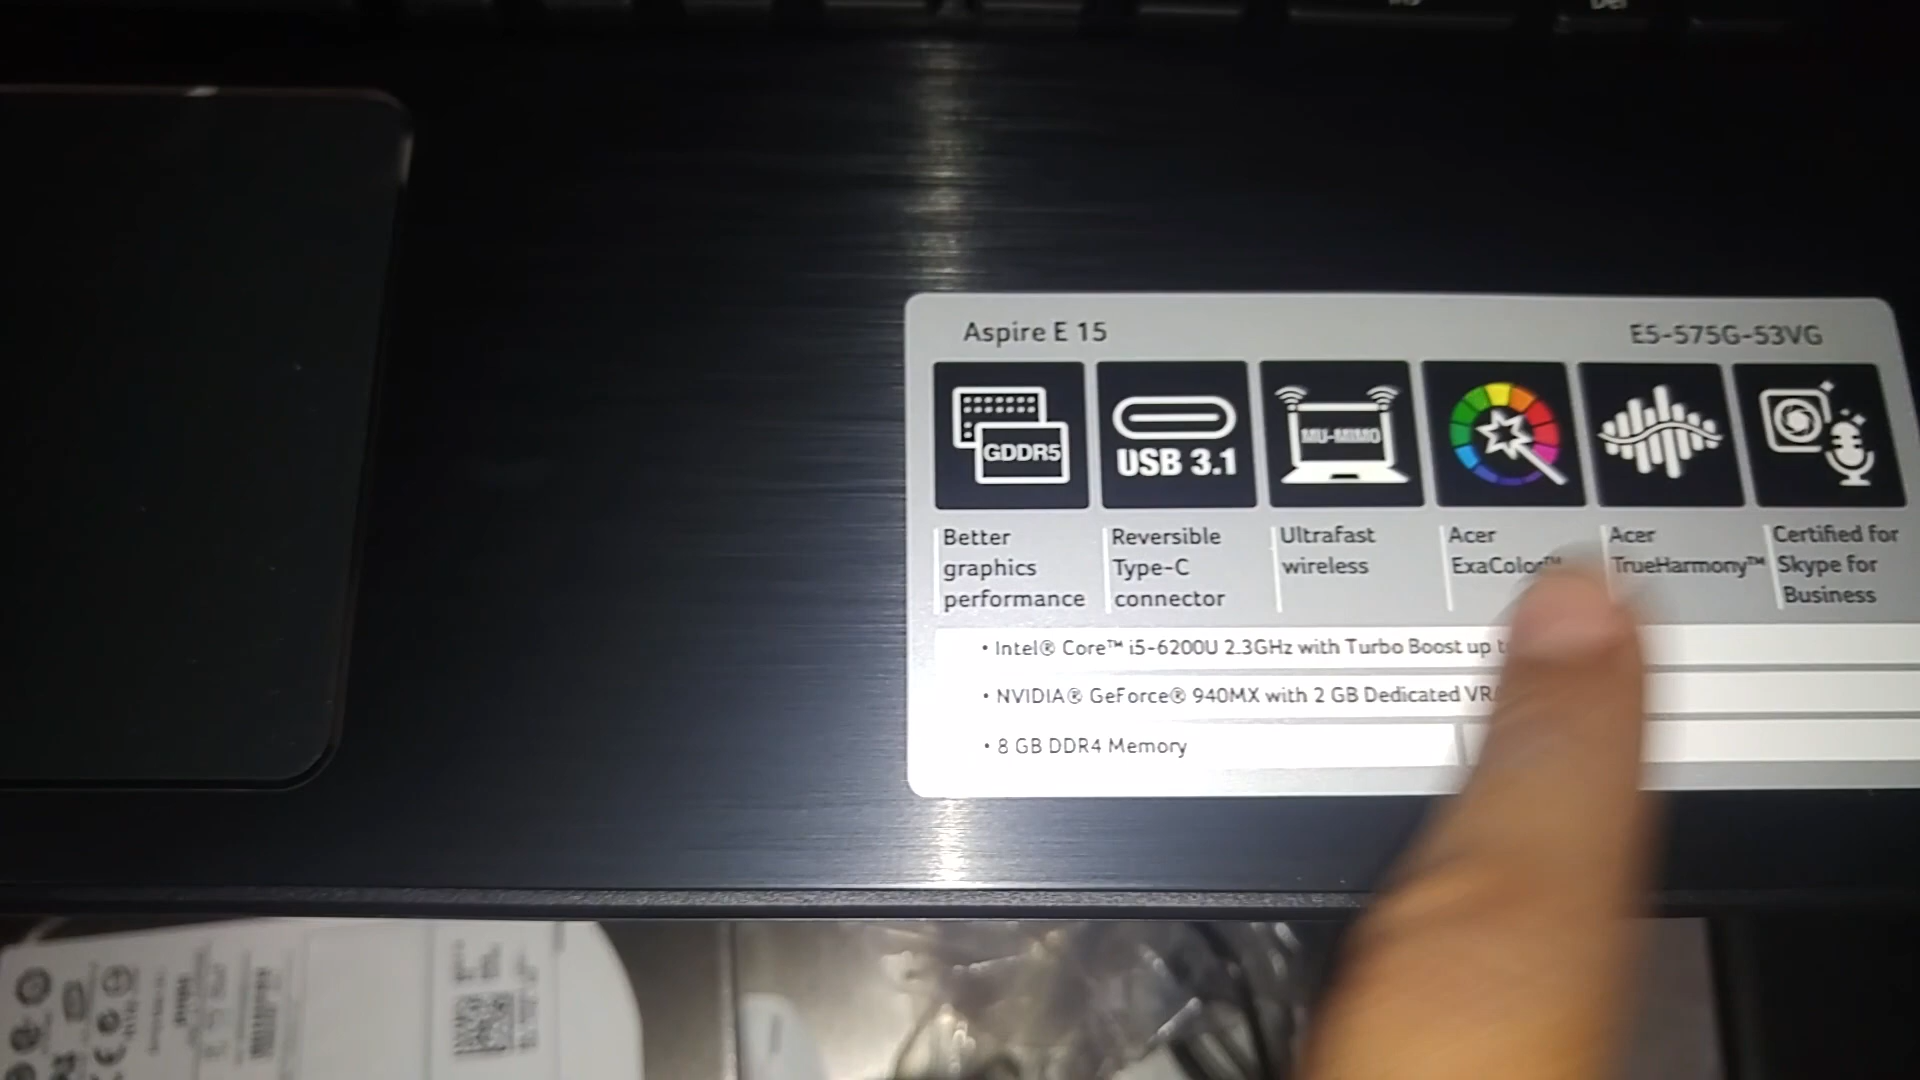 Del
Aspire E 15
E5-575G-53VG
GDDR5
USB 3.1
MU-MIMO
Better
graphics
performance
Reversible
Type-C
connector
Ultrafast
wireless
Acer
ExaColor™
Acer
TrueHarmony™
Certified for
Skype for
Business
• Intel® Core™ i5-6200U 2.3GHz with Turbo Boost up
• NVIDIA® GeForce® 940MX with 2 GB Dedicated
• 8 GB DDR4 Memory